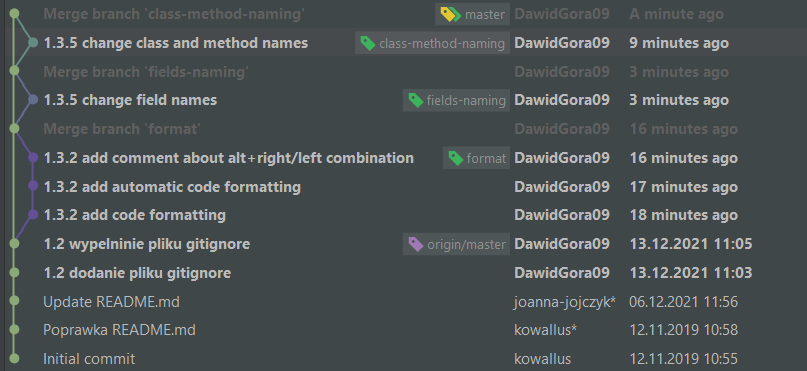 Merge branch 'class-method-naming' master DawidGora09 A minute ago
1.3.5 change class and method names class-method-naming DawidGora09 9 minutes ago
Merge branch 'fields-naming' DawidGora09 3 minutes ago
1.3.5 change field names fields-naming DawidGora09 3 minutes ago
Merge branch 'format' DawidGora09 16 minutes ago
1.3.2 add comment about alt+right/left combination format DawidGora09 16 minutes ago
1.3.2 add automatic code formatting DawidGora09 17 minutes ago
1.3.2 add code formatting DawidGora09 18 minutes ago
1.2 wypelninie pliku gitignore origin/master DawidGora09 13.12.2021 11:05
1.2 dodanie pliku gitignore DawidGora09 13.12.2021 11:03
Update README.md joanna-jojczyk* 06.12.2021 11:56
Poprawka README.md kowallus* 12.11.2019 10:58
Initial commit kowallus 12.11.2019 10:55